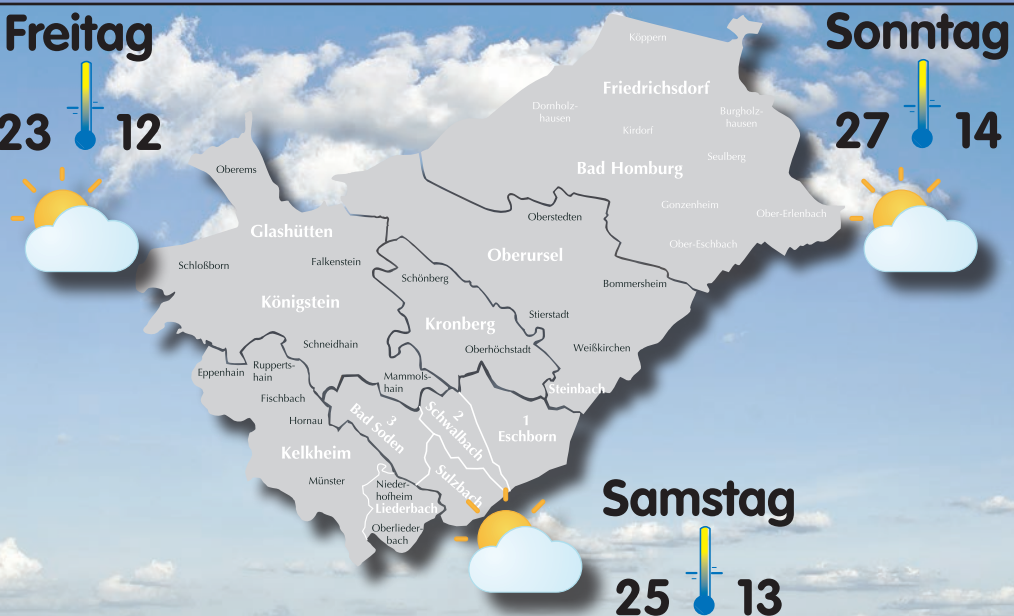 Freitag
23 12
Sonntag
27 14
Köppern
Friedrichsdorf
Dornholz-
hausen
Burgholz-
hausen
Kirdorf
Seulberg
Bad Homburg
Oberems
Gonzenheim
Ober-Erlenbach
Oberstedten
Glashütten
Ober-Eschbach
Oberursel
Schloßborn
Falkenstein
Schönberg
Bommersheim
Königstein
Stierstadt
Kronberg
Schneidhain
Oberhöchstadt
Weißkirchen
Eppenhain
Rupperts-
hain
Mammols-
hain
Steinbach
Fischbach
Hornau
3
Bad Soden
2
Schwalbach
1
Eschborn
Kelkheim
Münster
Sulzbach
Nieder-
hofheim
Liederbach
Oberlieder-
bach
Samstag
25 13